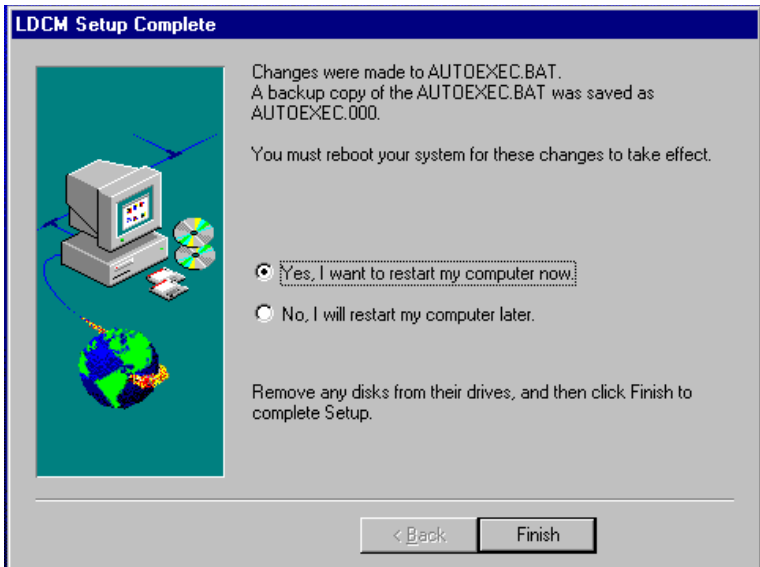 LDCM Setup Complete
Changes were made to AUTOEXEC.BAT.
A backup copy of the AUTOEXEC.BAT was saved as
AUTOEXEC.000.
You must reboot your system for these changes to take effect.
Yes, I want to restart my computer now.
No, I will restart my computer later.
Remove any disks from their drives, and then click Finish to
complete Setup.
< Back
Finish